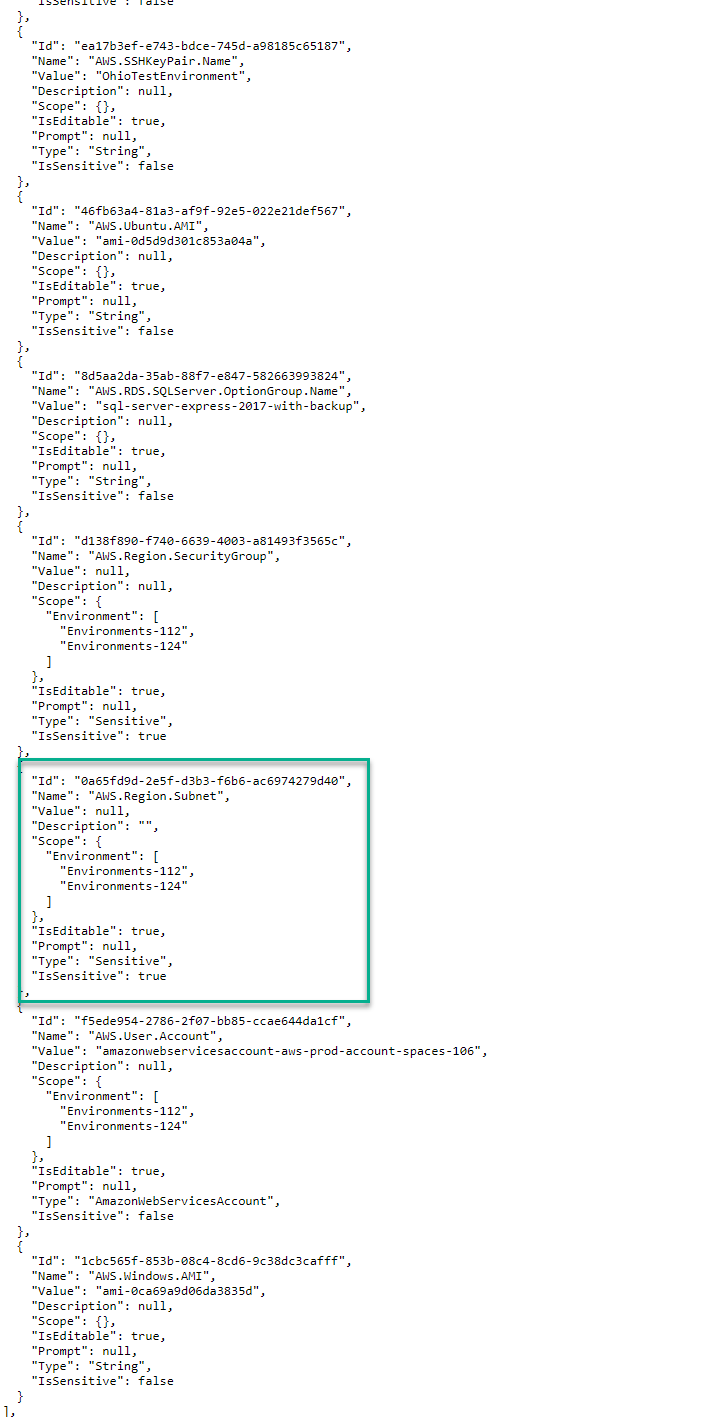 "IsSensitive": false
},
{
"Id": "ea17b3ef-e743-bdce-745d-a98185c65187",
"Name": "AWS.SSHKeyPair.Name",
"Value": "OhioTestEnvironment",
"Description": null,
"Scope": {},
"IsEditable": true,
"Prompt": null,
"Type": "String",
"IsSensitive": false
},
{
"Id": "46fb63a4-81a3-af9f-92e5-022e21def567",
"Name": "AWS.Ubuntu.AMI",
"Value": "ami-0d5d9d301c853a04a",
"Description": null,
"Scope": {},
"IsEditable": true,
"Prompt": null,
"Type": "String",
"IsSensitive": false
},
{
"Id": "8d5aa2da-35ab-88f7-e847-582663993824",
"Name": "AWS.RDS.SQLServer.OptionGroup.Name",
"Value": "sql-server-express-2017-with-backup",
"Description": null,
"Scope": {},
"IsEditable": true,
"Prompt": null,
"Type": "String",
"IsSensitive": false
},
{
"Id": "d138f890-f740-6639-4003-a81493f3565c",
"Name": "AWS.Region.SecurityGroup",
"Value": null,
"Description": null,
"Scope": {
"Environment": [
"Environments-112",
"Environments-124"
]
},
"IsEditable": true,
"Prompt": null,
"Type": "Sensitive",
"IsSensitive": true
},
"Id": "0a65fd9d-2e5f-d3b3-f6b6-ac6974279d40",
"Name": "AWS.Region.Subnet",
"Value": null,
"Description": "",
"Scope": {
"Environment": [
"Environments-112",
"Environments-124"
]
},
"IsEditable": true,
"Prompt": null,
"Type": "Sensitive",
"IsSensitive": true
,
{
"Id": "f5ede954-2786-2f07-bb85-ccae644da1cf",
"Name": "AWS.User.Account",
"Value": "amazonwebservicesaccount-aws-prod-account-spaces-106",
"Description": null,
"Scope": {
"Environment": [
"Environments-112",
"Environments-124"
]
},
"IsEditable": true,
"Prompt": null,
"Type": "AmazonWebServicesAccount",
"IsSensitive": false
},
{
"Id": "1cbc565f-853b-08c4-8cd6-9c38dc3cafff",
"Name": "AWS.Windows.AMI",
"Value": "ami-0ca69a9d06da3835d",
"Description": null,
"Scope": {},
"IsEditable": true,
"Prompt": null,
"Type": "String",
"IsSensitive": false
}
],